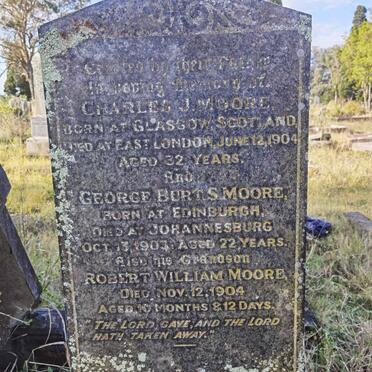 Erected by their Father
In loving memory of
CHARLES J. MOORE,
BORN AT GLASGOW, SCOTLAND,
DIED AT EAST LONDON, JUNE 12, 1904
AGED 32 YEARS.
And
GEORGE BURT S. MOORE,
BORN AT EDINBURGH,
DIED AT JOHANNESBURG
OCT. 13, 1903, AGED 22 YEARS.
Also his Grandson
ROBERT WILLIAM MOORE,
DIED NOV. 12, 1904
AGED 10 MONTHS & 12 DAYS.
"THE LORD GAVE, AND THE LORD
HATH TAKEN AWAY."